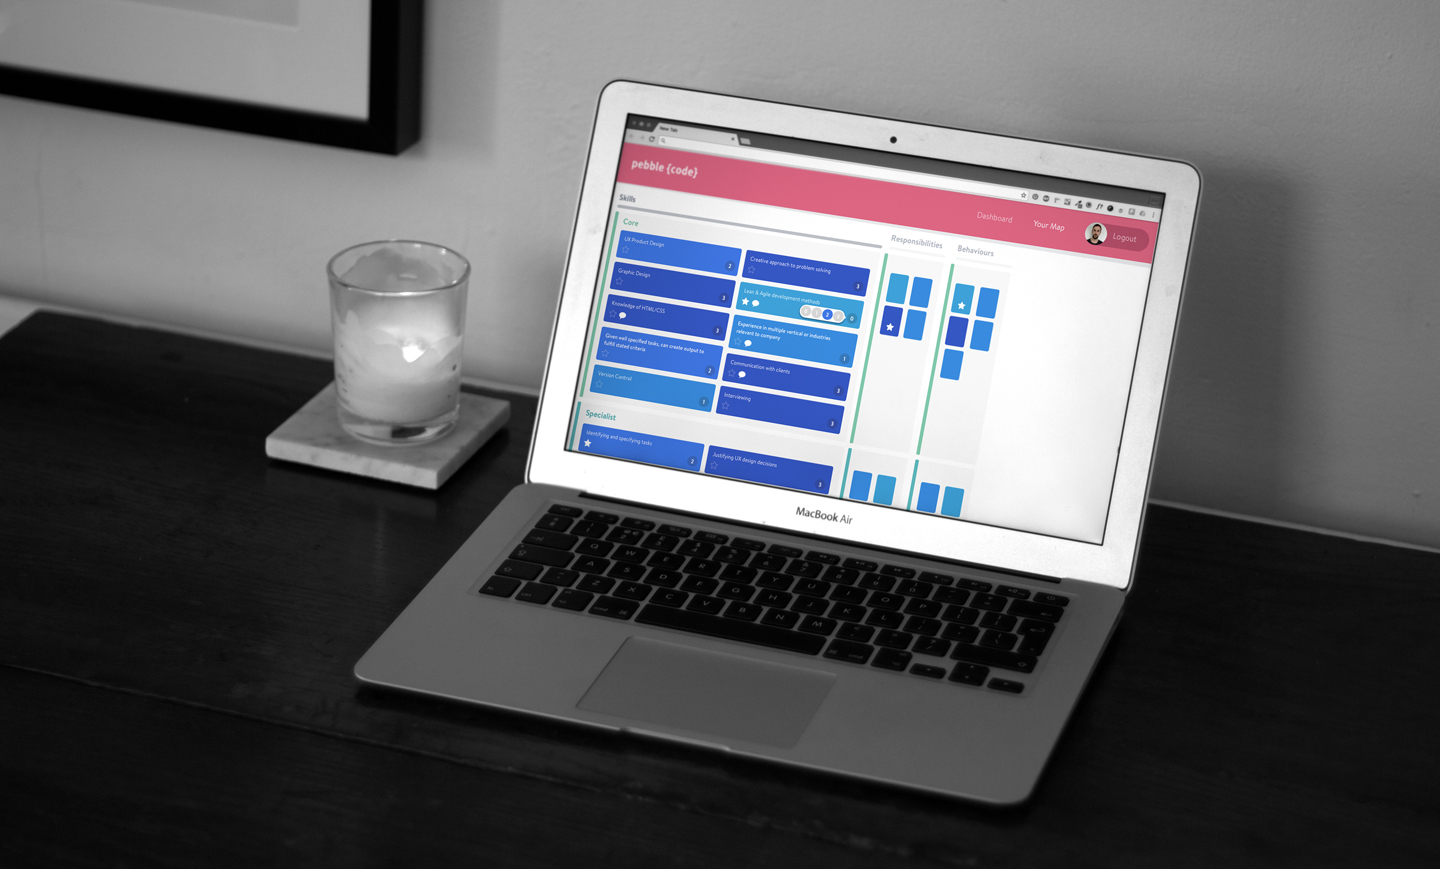 New Tab
pebble {code}
Dashboard
Your Map
Logout
Skills
Responsibilities
Behaviours
Core
UX Product Design
2
Creative approach to problem solving
3
Graphic Design
3
Lean & Agile development methods
2
0
Knowledge of HTML/CSS
3
Experience in multiple vertical or industries
relevant to company
1
Given well specified tasks, can create output to
fulfill stated criteria
2
Communication with clients
3
Version Control
1
Interviewing
3
Specialist
Identifying and specifying tasks
2
Justifying UX design decisions
3
MacBook Air
Q W E R T Y U I O P
A S D F G H J K L
Z X C V B N M